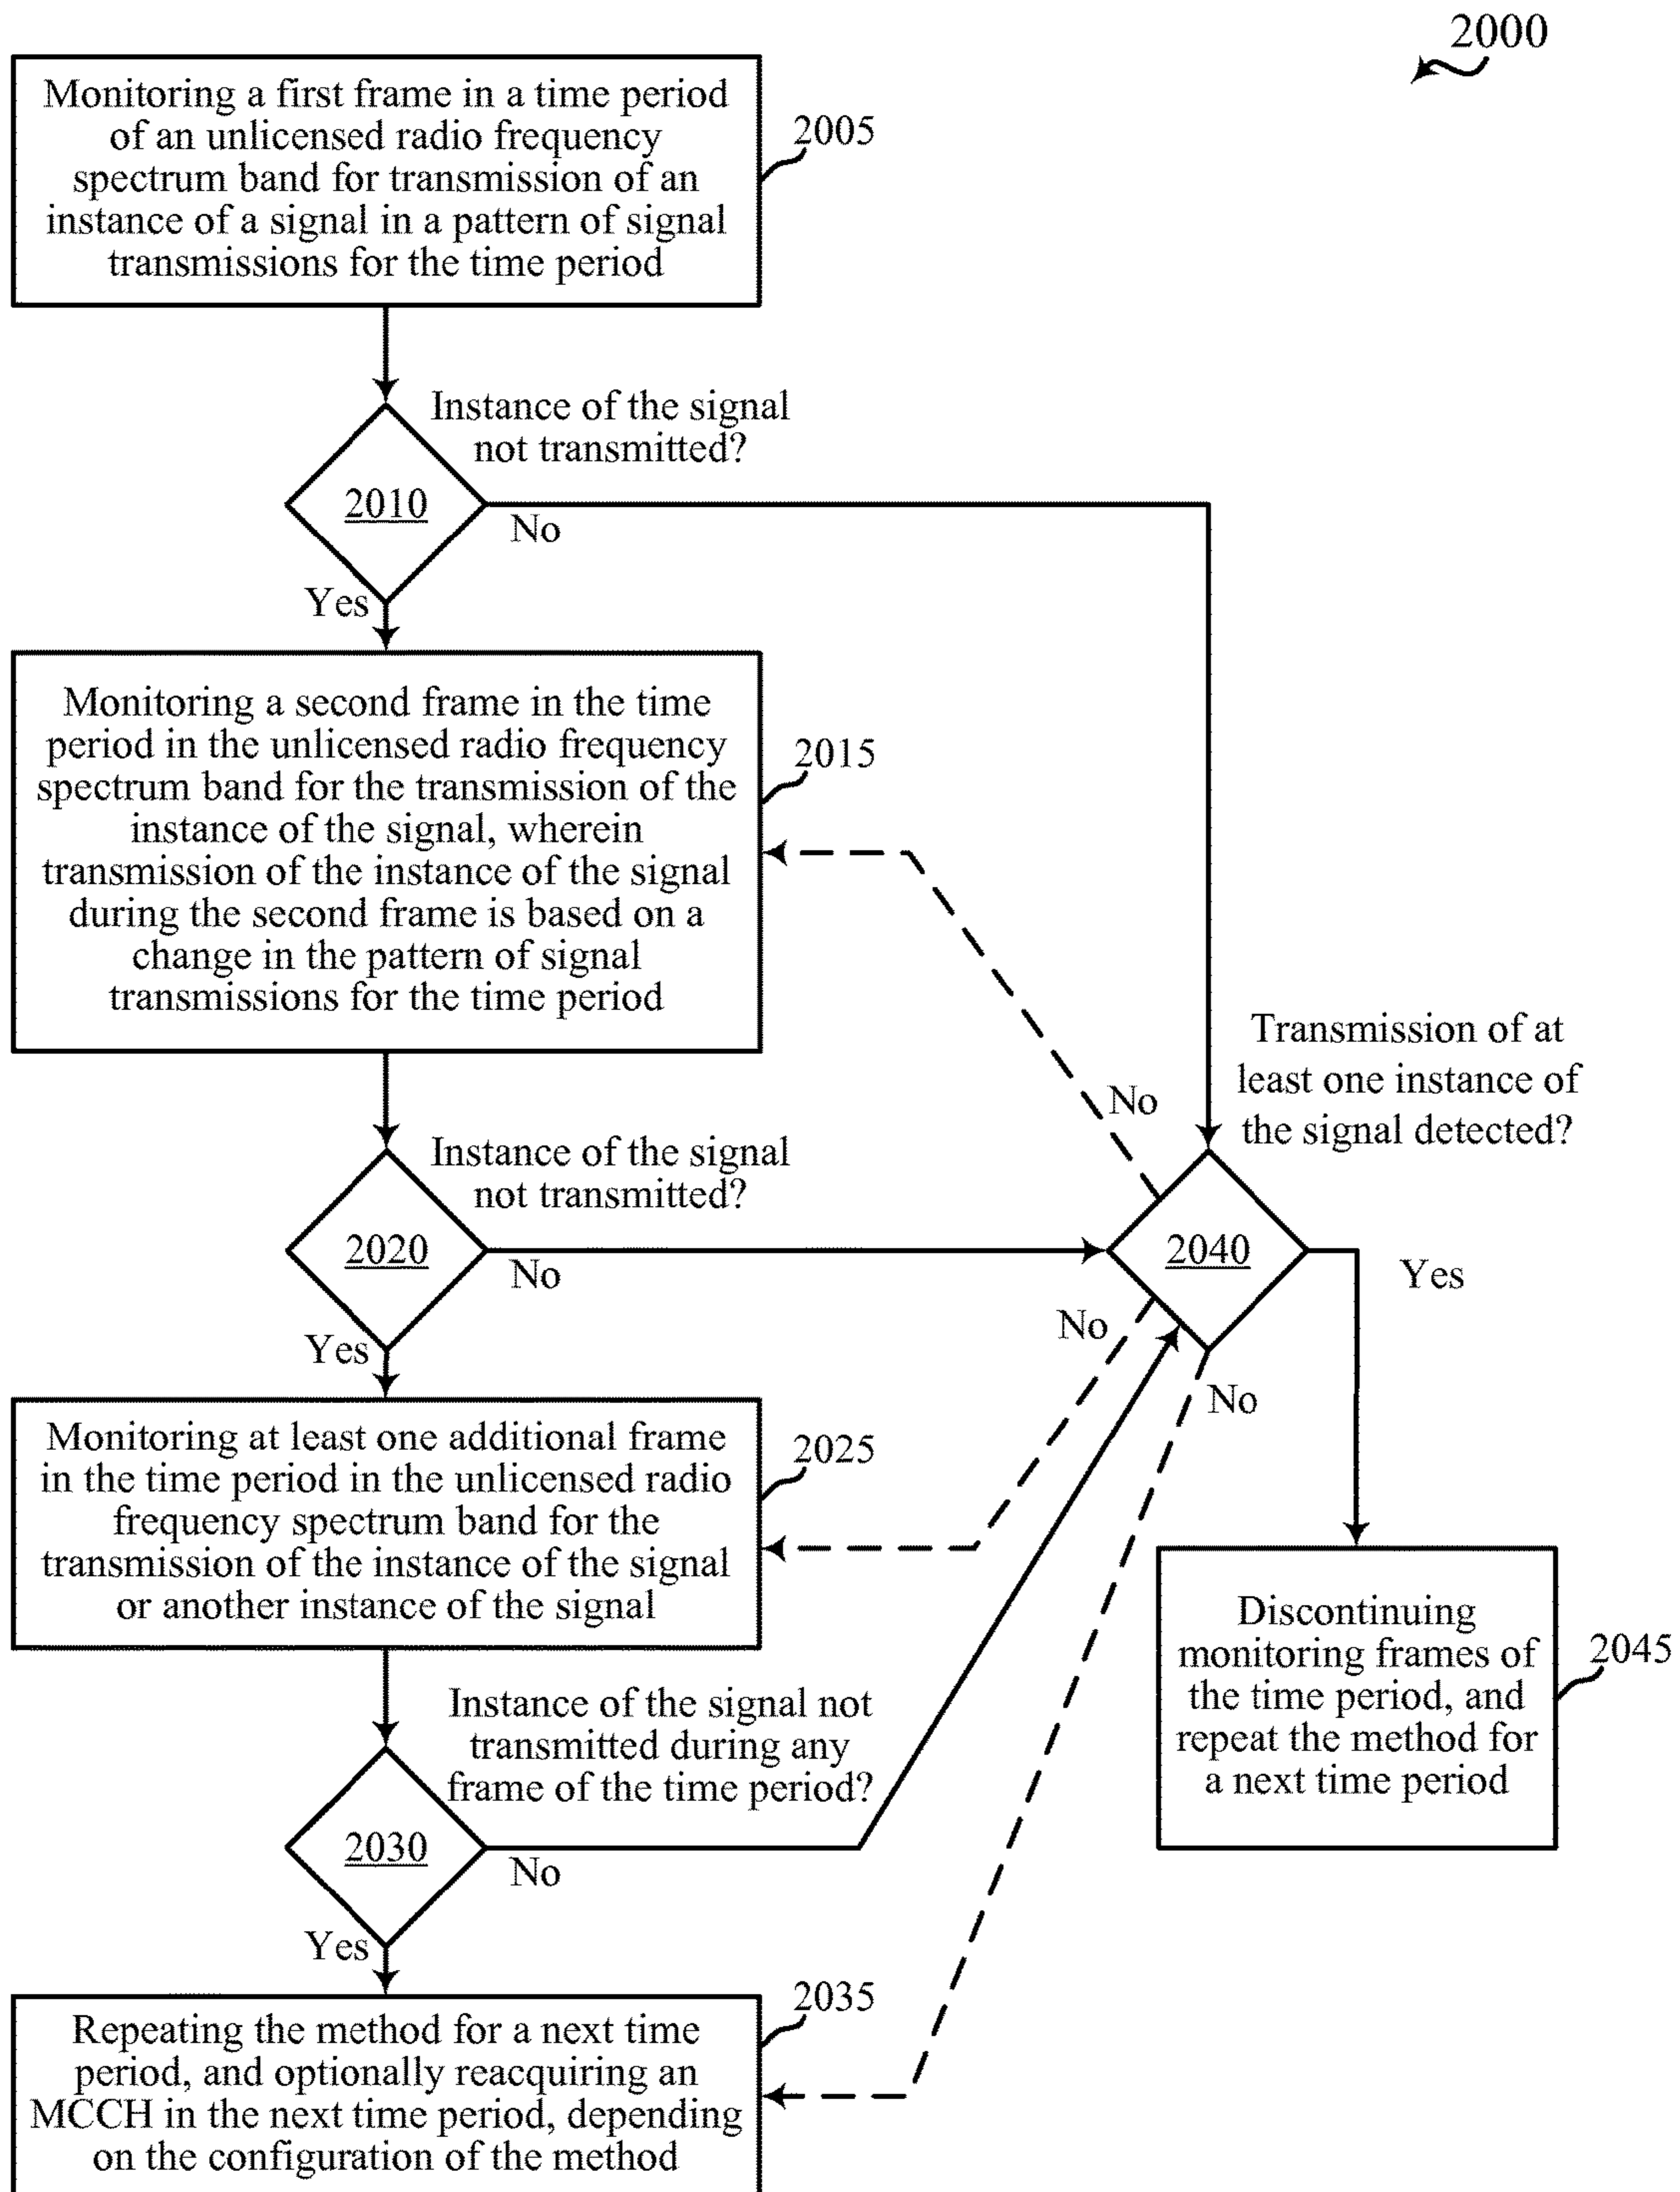 2000
Monitoring a first frame in a time period
of an unlicensed radio frequency
spectrum band for transmission of an
instance of a signal in a pattern of signal
transmissions for the time period
2005
Instance of the signal
not transmitted?
2010
No
Yes
Monitoring a second frame in the time
period in the unlicensed radio frequency
spectrum band for the transmission of the
instance of the signal, wherein
transmission of the instance of the signal
during the second frame is based on a
change in the pattern of signal
transmissions for the time period
2015
Transmission of at
least one instance of
the signal detected?
No
Instance of the signal
not transmitted?
2020
No
Yes
2040
Yes
No
No
Monitoring at least one additional frame
in the time period in the unlicensed radio
frequency spectrum band for the
transmission of the instance of the signal
or another instance of the signal
2025
Discontinuing
monitoring frames of
the time period, and
repeat the method for
a next time period
2045
Instance of the signal not
transmitted during any
frame of the time period?
2030
No
Yes
Repeating the method for a next time
period, and optionally reacquiring an
MCCH in the next time period, depending
on the configuration of the method
2035